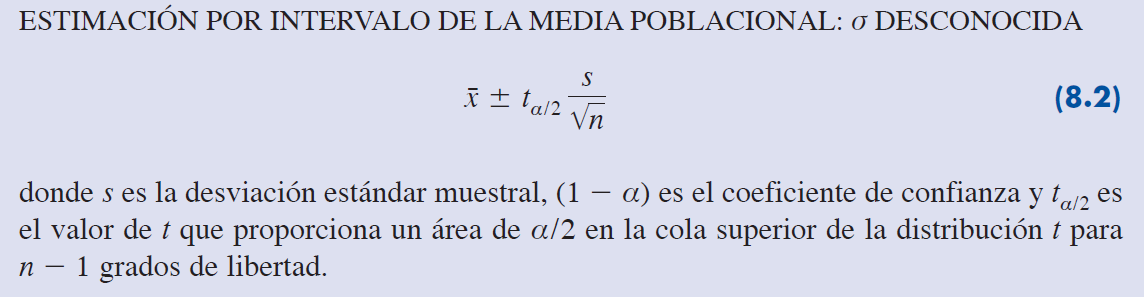 ESTIMACIÓN POR INTERVALO DE LA MEDIA POBLACIONAL: σ DESCONOCIDA
x̄ ± t_{α/2} s/√n (8.2)
donde s es la desviación estándar muestral, (1 − α) es el coeficiente de confianza y t_{α/2} es
el valor de t que proporciona un área de α/2 en la cola superior de la distribución t para
n − 1 grados de libertad.